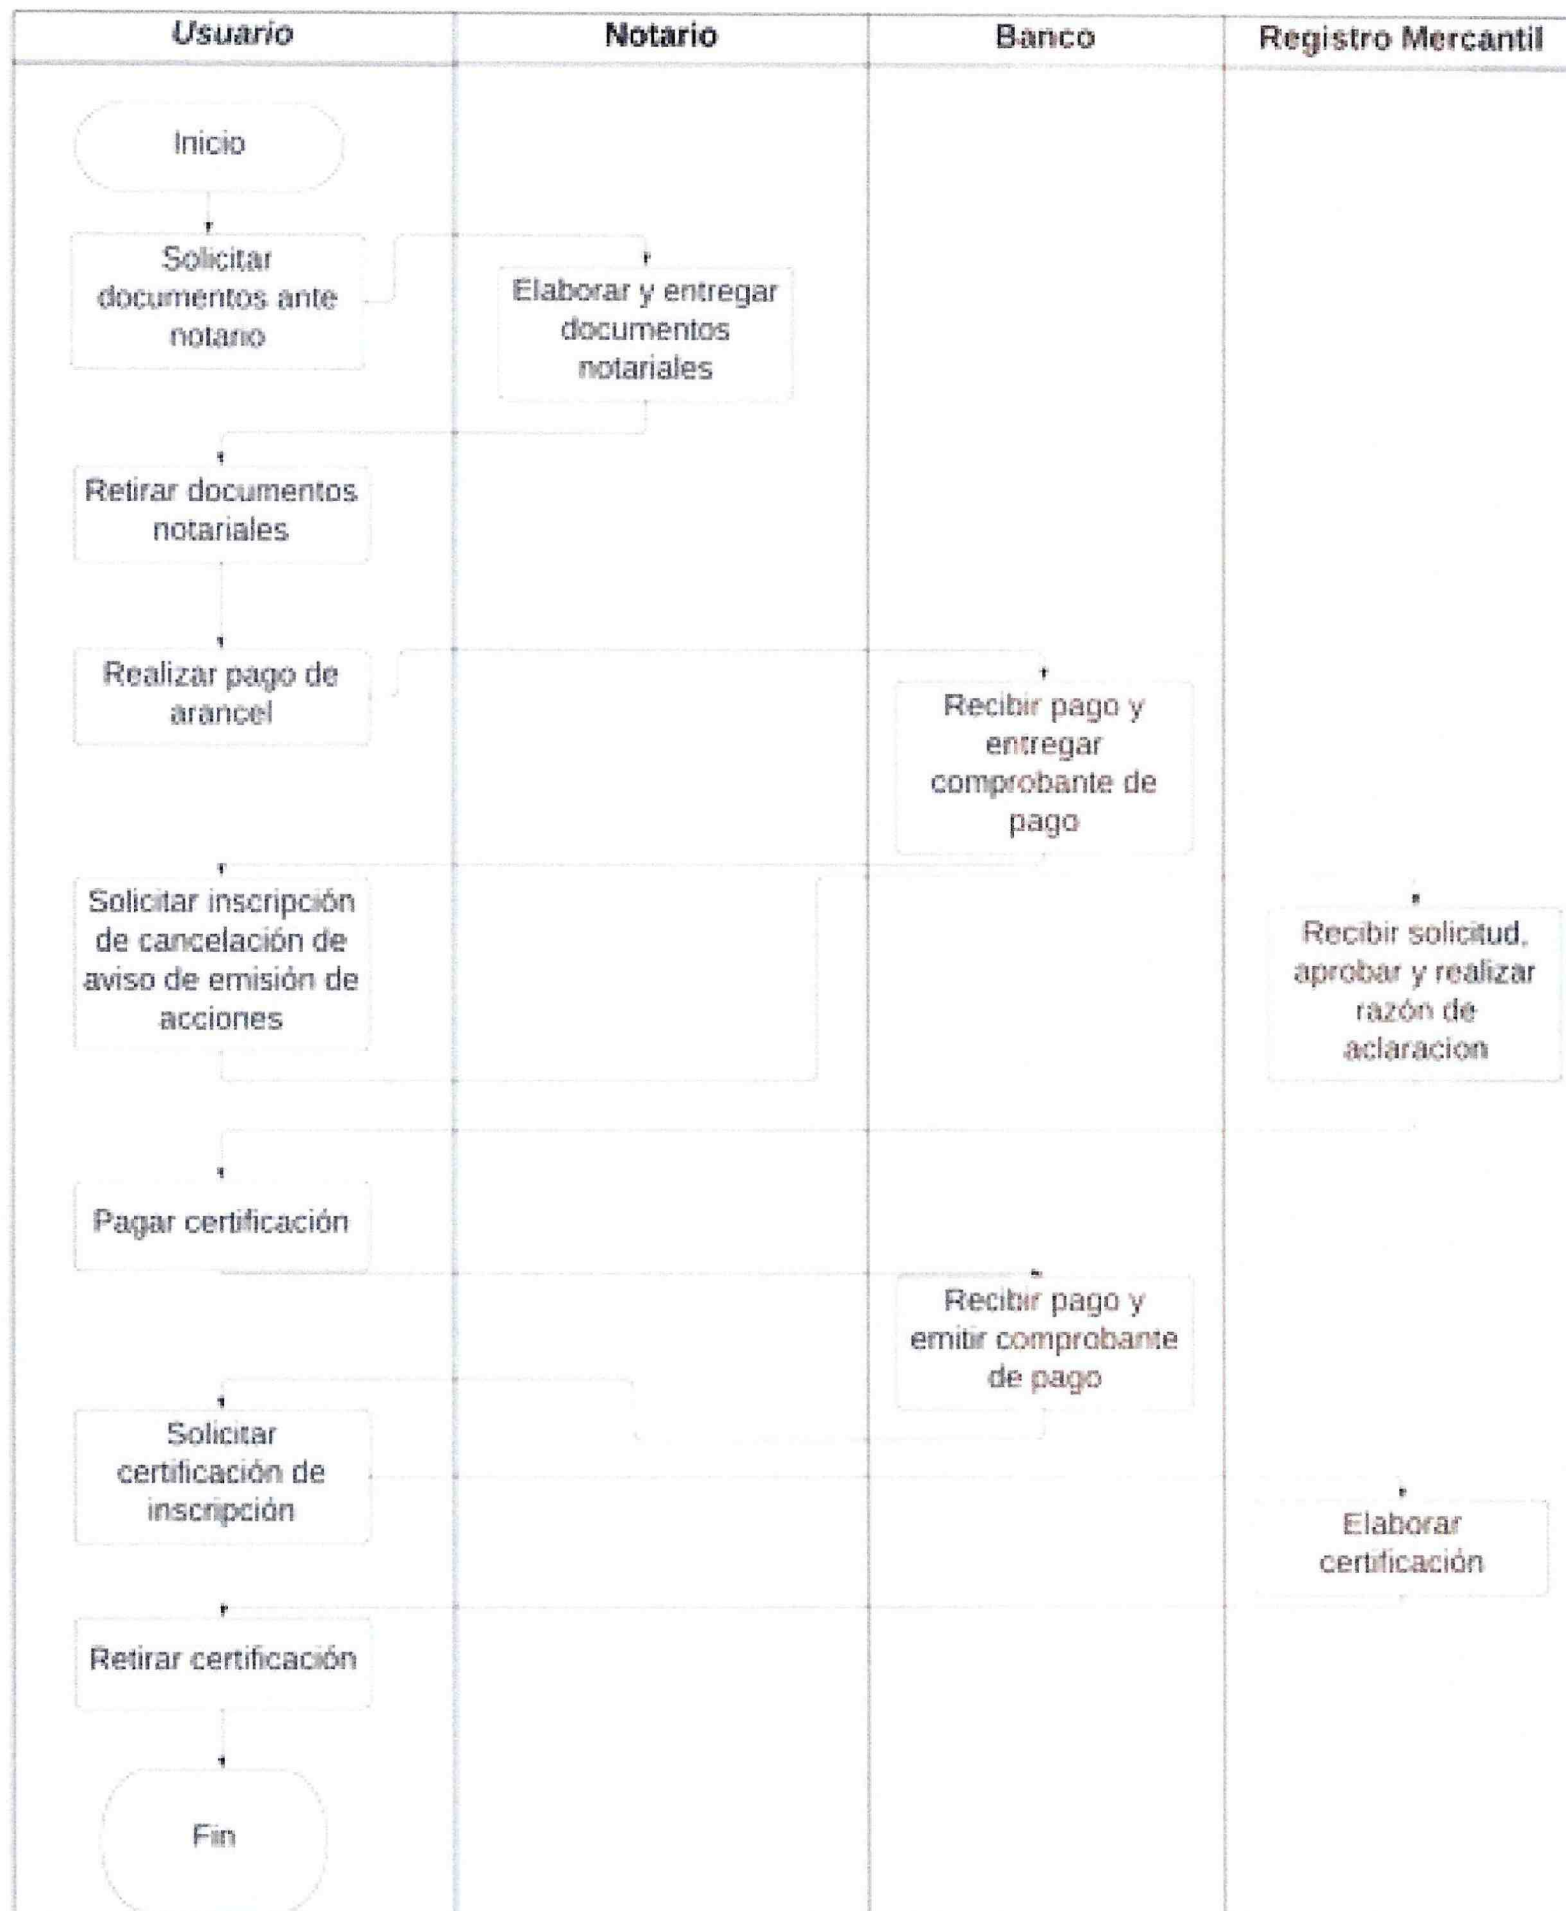 Usuario
Notario
Banco
Registro Mercantil
Inicio
Solicitar
documentos ante
notario
Elaborar y entregar
documentos
notariales
Retirar documentos
notariales
Realizar pago de
arancel
Recibir pago y
entregar
comprobante de
pago
Solicitar inscripción
de cancelación de
aviso de emisión de
acciones
Recibir solicitud,
aprobar y realizar
razón de
aclaracion
Pagar certificación
Recibir pago y
emitir comprobante
de pago
Solicitar
certificación de
inscripción
Elaborar
certificación
Retirar certificación
Fin